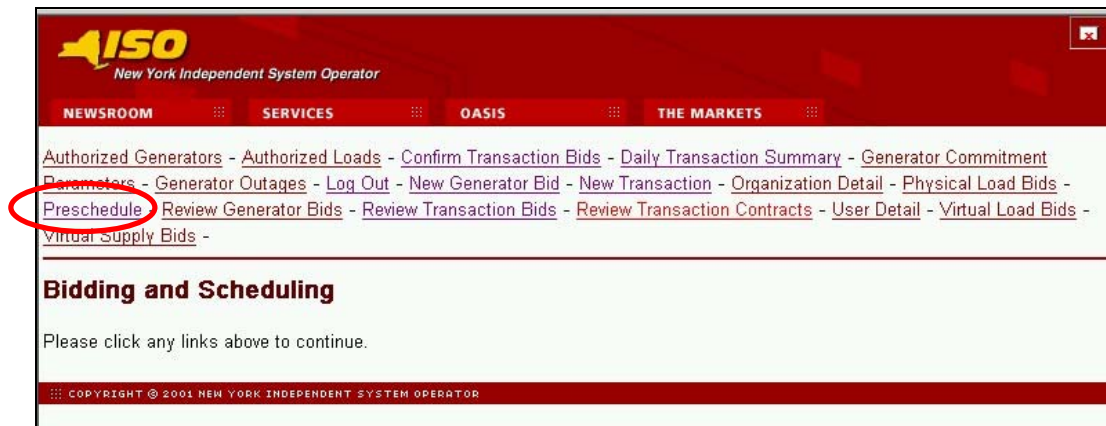 ISO
New York Independent System Operator
NEWSROOM SERVICES OASIS THE MARKETS
Authorized Generators - Authorized Loads - Confirm Transaction Bids - Daily Transaction Summary - Generator Commitment
Parameters - Generator Outages - Log Out - New Generator Bid - New Transaction - Organization Detail - Physical Load Bids -
Preschedule - Review Generator Bids - Review Transaction Bids - Review Transaction Contracts - User Detail - Virtual Load Bids -
Virtual Supply Bids -
Bidding and Scheduling
Please click any links above to continue.
COPYRIGHT © 2001 NEW YORK INDEPENDENT SYSTEM OPERATOR